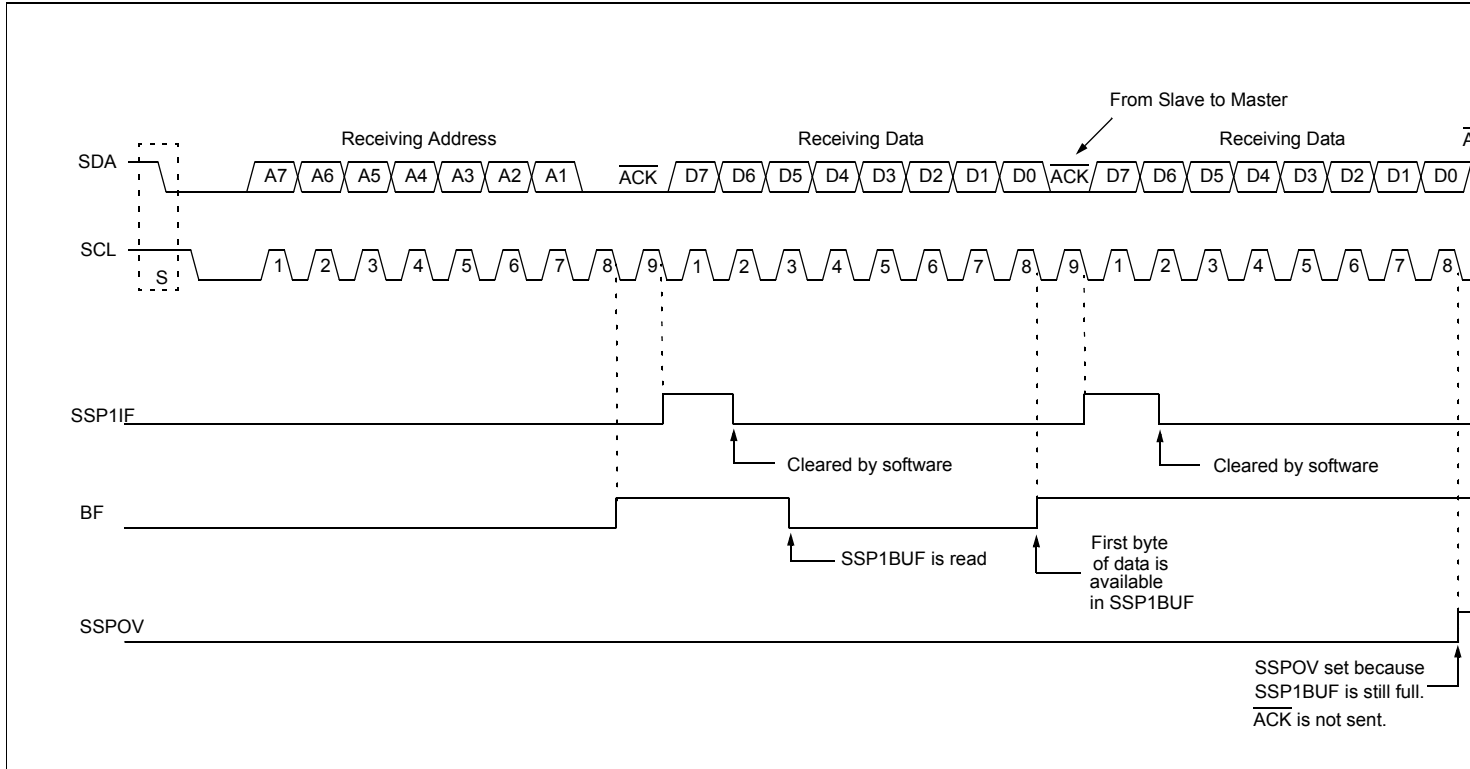 From Slave to Master
Receiving Address
Receiving Data
Receiving Data
SDA
A7 A6 A5 A4 A3 A2 A1 ACK D7 D6 D5 D4 D3 D2 D1 D0 ACK D7 D6 D5 D4 D3 D2 D1 D0
SCL
S
1 2 3 4 5 6 7 8 9 1 2 3 4 5 6 7 8 9 1 2 3 4 5 6 7 8
SSP1IF
Cleared by software
Cleared by software
BF
SSP1BUF is read
First byte
of data is
available
in SSP1BUF
SSPOV
SSPOV set because
SSP1BUF is still full.
ACK is not sent.